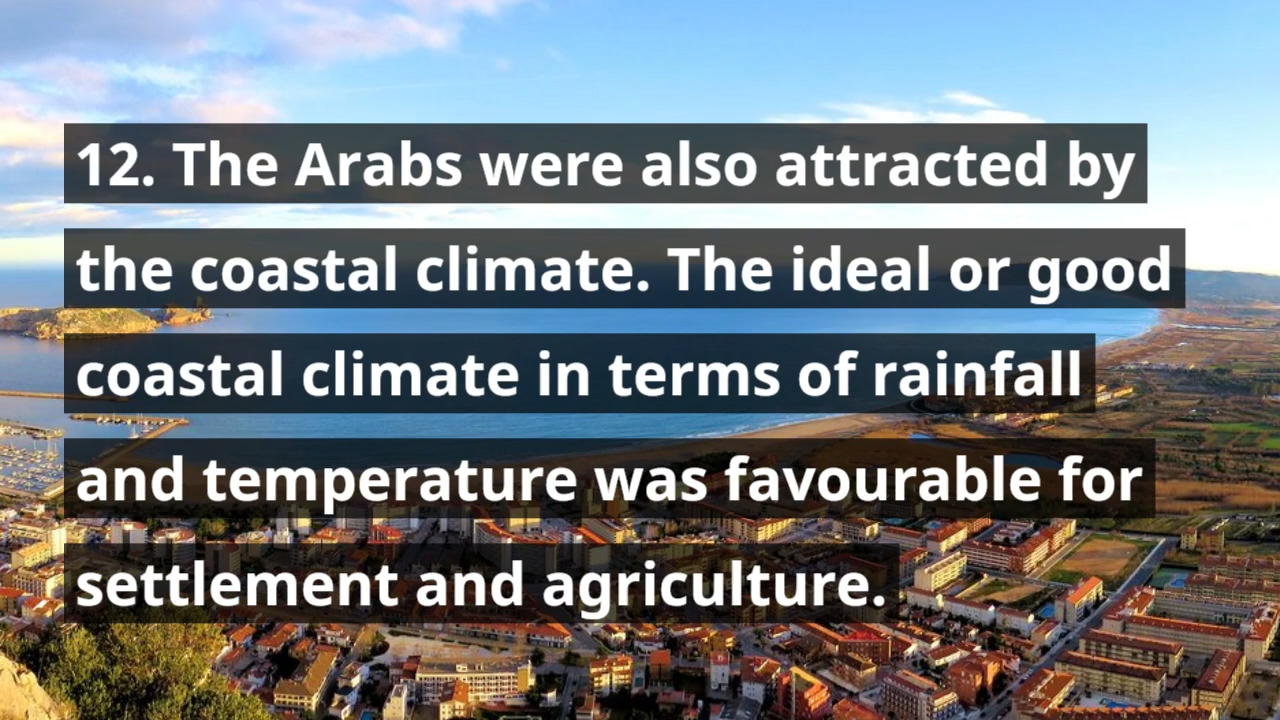 12. The Arabs were also attracted by
the coastal climate. The ideal or good
coastal climate in terms of rainfall
and temperature was favourable for
settlement and agriculture.